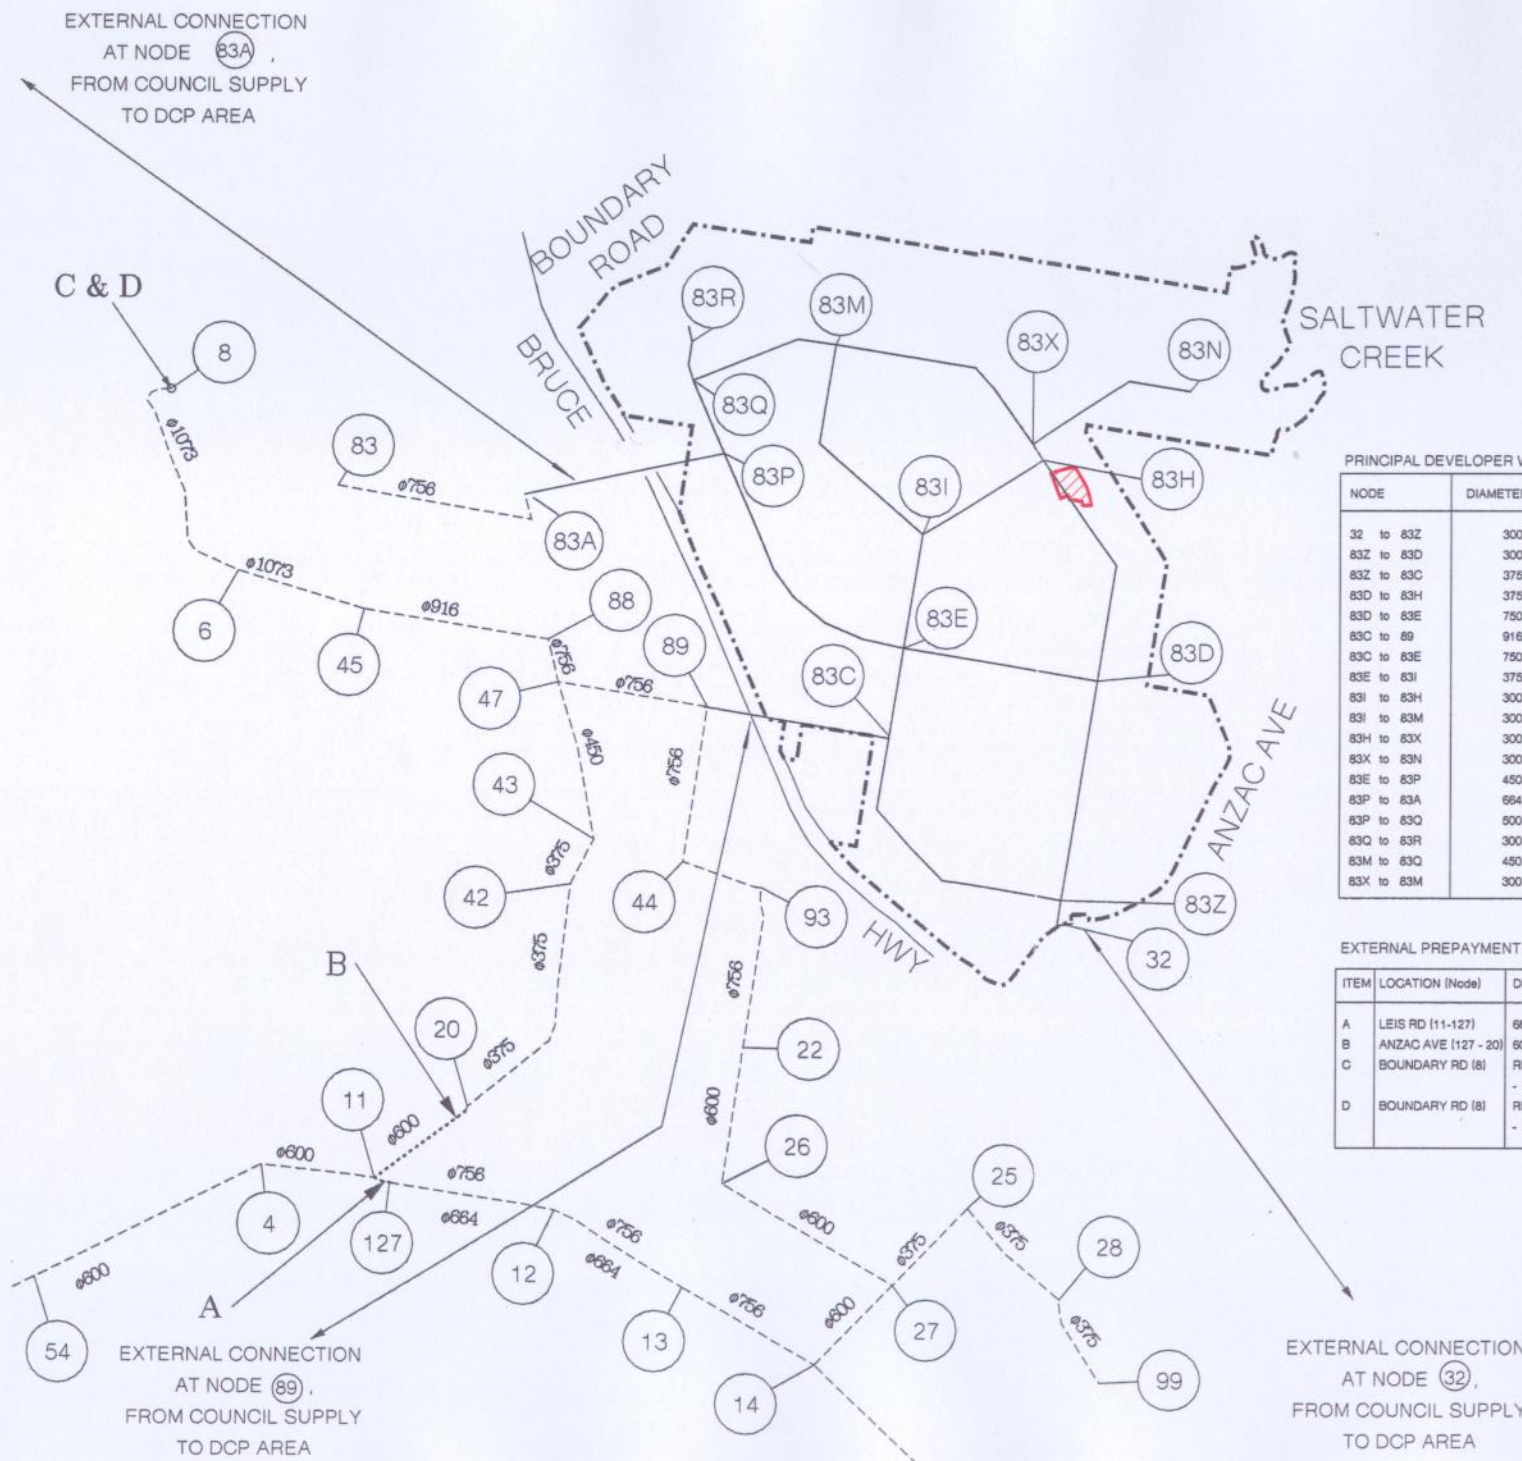 EXTERNAL CONNECTION
AT NODE 83A ,
FROM COUNCIL SUPPLY
TO DCP AREA
BOUNDARY
ROAD
BRUCE
C & D
8
83R
83M
83X
83N
SALTWATER
CREEK
ø1073
83
ø756
83Q
83P
83I
83H
83A
ø1073
6
45
ø916
88
ø756
89
83E
83D
83C
47
ø756
ø450
ø756
43
ø375
42
44
93
ANZAC AVE
83Z
HWY
32
ø375
ø756
B
20
ø375
22
11
ø600
ø600
26
25
ø600
ø756
4
127
ø664
12
ø756
ø664
ø600
ø375
ø375
28
ø600
A
13
ø756
ø600
27
ø375
54
14
99
EXTERNAL CONNECTION
AT NODE 89 ,
FROM COUNCIL SUPPLY
TO DCP AREA
EXTERNAL CONNECTION
AT NODE 32 ,
FROM COUNCIL SUPPLY
TO DCP AREA
PRINCIPAL DEVELOPER
NODE DIAMETE
32 to 83Z 300
83Z to 83D 300
83Z to 83C 375
83D to 83H 375
83D to 83E 750
83C to 89 916
83C to 83E 750
83E to 83I 375
83I to 83H 300
83I to 83M 300
83H to 83X 300
83X to 83N 300
83E to 83P 450
83P to 83A 664
83P to 83Q 500
83Q to 83R 300
83M to 83Q 450
83X to 83M 300
EXTERNAL PREPAYMENT
ITEM LOCATION (Node) D
A LEIS RD (11-127)
B ANZAC AVE (127 - 20)
C BOUNDARY RD (8) R
-
D BOUNDARY RD (8) R
-